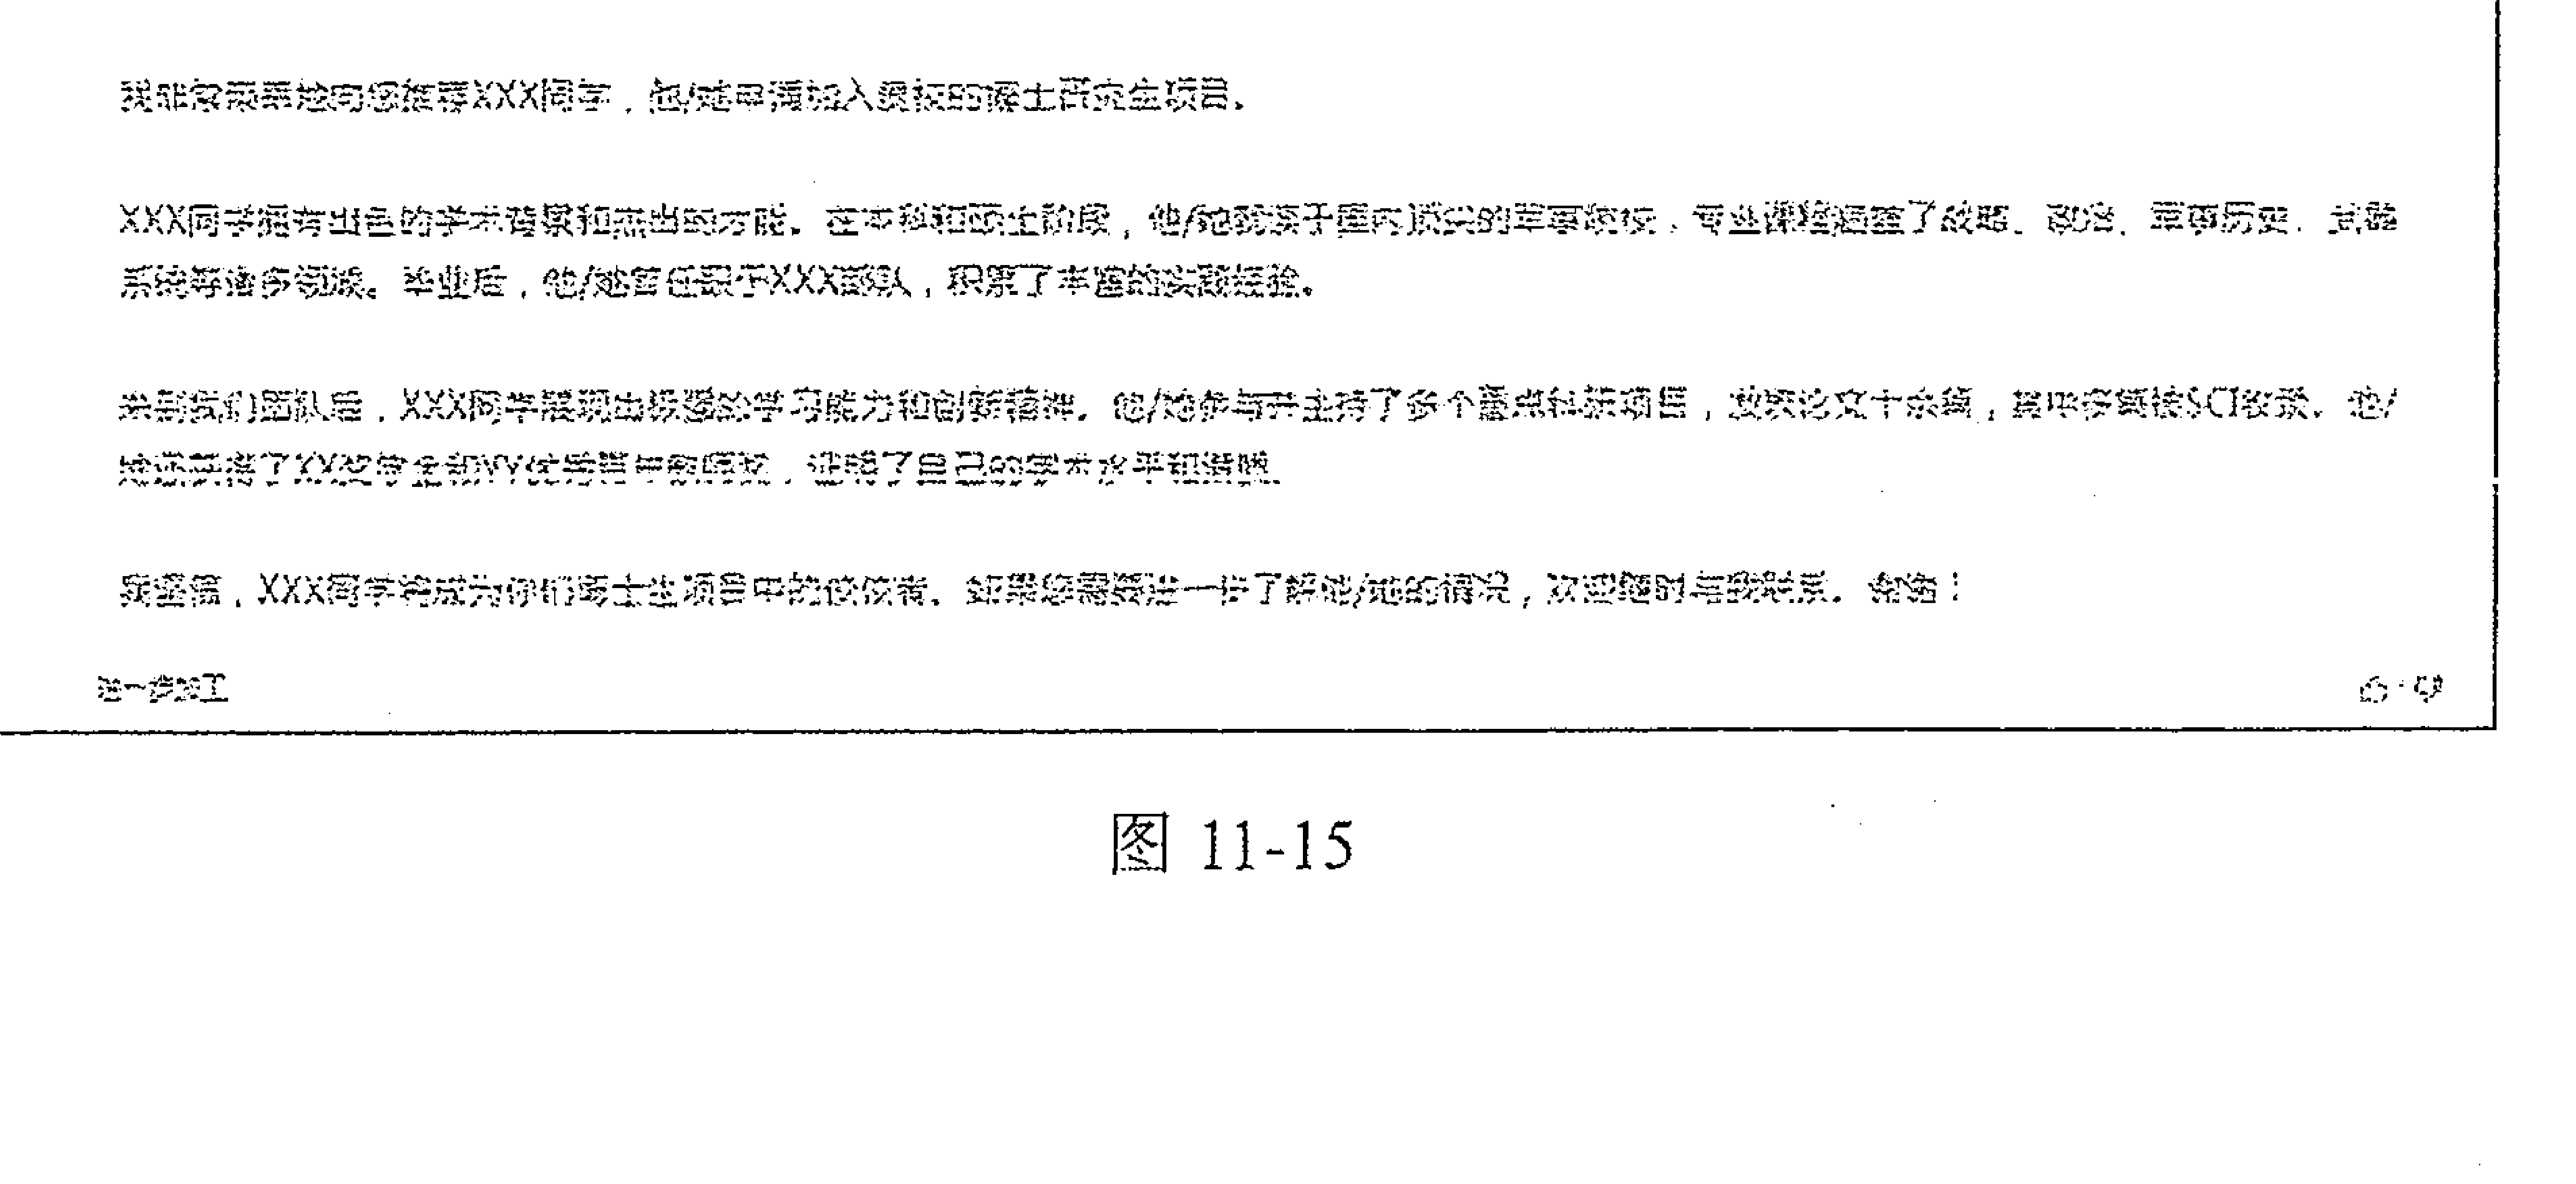 我非常荣幸地向您推荐XXX同学，他/她申请加入贵校的博士研究生项目。
XXX同学拥有出色的学术背景和杰出的才能。在本科和硕士阶段，他/她就读于国内顶尖的军事院校，专业课程涵盖了战略、政治、军事历史、武器
系统等诸多领域。毕业后，他/她曾任职于XXX部队，积累了丰富的实践经验。
来到我们团队后，XXX同学展现出极强的学习能力和创新精神。他/她参与并主持了多个重点科研项目，发表论文十余篇，其中多篇被SCI收录。他/
她还获得了XX奖学金和YY优秀青年教师奖，证明了自己的学术水平和潜力
我坚信，XXX同学将成为你们博士生项目中的佼佼者。如果您需要进一步了解他/她的情况，欢迎随时与我联系。谢谢！
进一步加工
图 11-15